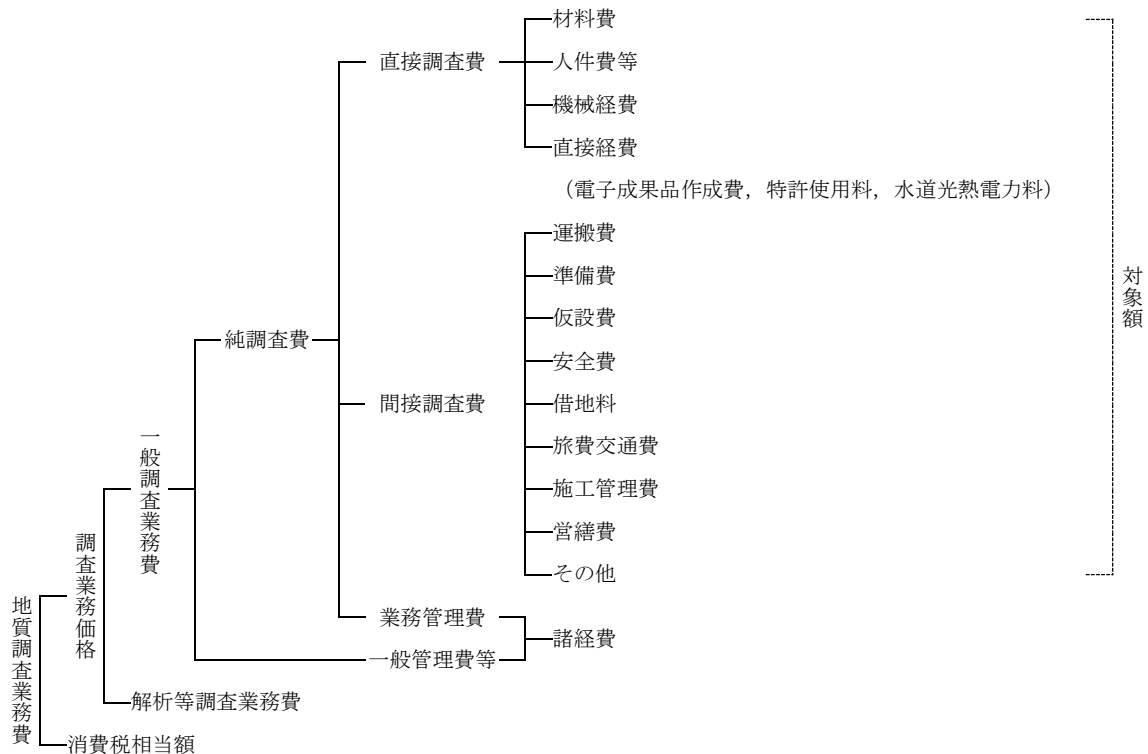 材料費
直接調査費
人件費等
機械経費
直接経費
（電子成果品作成費，特許使用料，水道光熱電力料）
運搬費
準備費
対象額
仮設費
純調査費
安全費
間接調査費
借地料
旅費交通費
一般調査業務費
施工管理費
営繕費
調査業務価格
その他
地質調査業務費
業務管理費
諸経費
一般管理費等
解析等調査業務費
消費税相当額